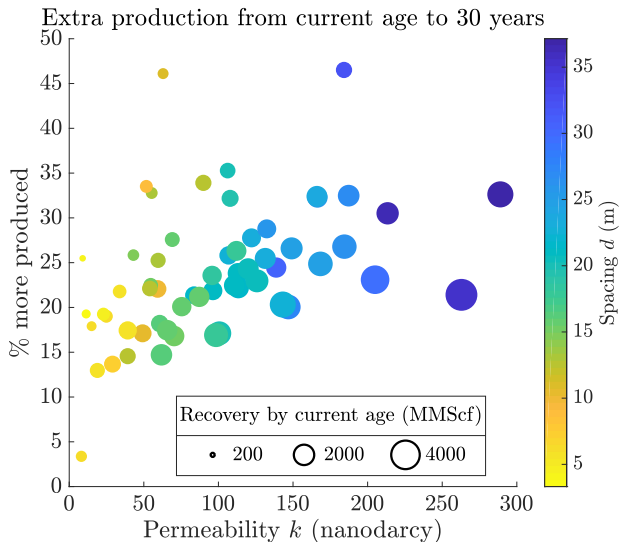 Extra production from current age to 30 years
% more produced
50
45
40
35
30
25
20
15
10
5
0
0 50 100 150 200 250 300
Permeability k (nanodarcy)
Recovery by current age (MMScf)
200 2000 4000
35
30
25
20
15
10
5
Spacing d (m)